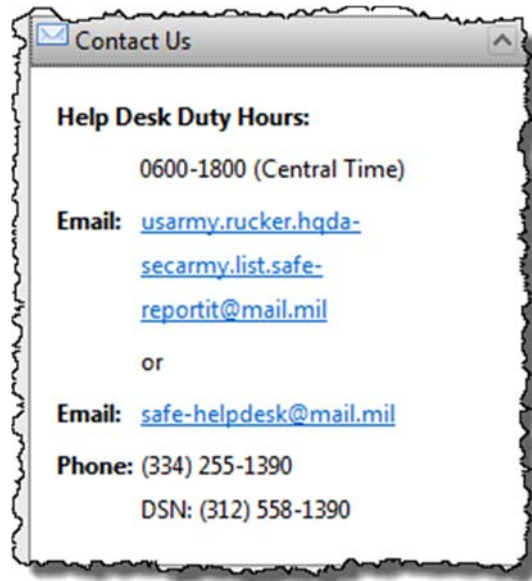 Contact Us
Help Desk Duty Hours:
0600-1800 (Central Time)
Email: usarmy.rucker.hqda-
secarmy.list.safe-
reportit@mail.mil
or
Email: safe-helpdesk@mail.mil
Phone: (334) 255-1390
DSN: (312) 558-1390